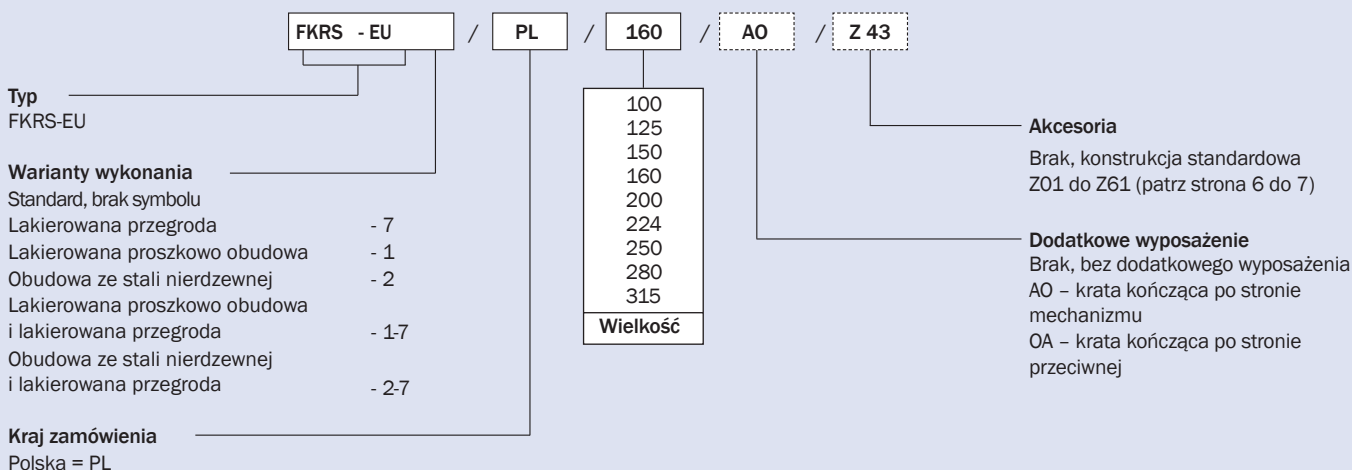 FKRS - EU / PL / 160 / AO / Z 43
Typ
FKRS-EU
Warianty wykonania
Standard, brak symbolu
Lakierowana przegroda - 7
Lakierowana proszkowo obudowa - 1
Obudowa ze stali nierdzewnej - 2
Lakierowana proszkowo obudowa
i lakierowana przegroda - 1-7
Obudowa ze stali nierdzewnej
i lakierowana przegroda - 2-7
Kraj zamówienia
Polska = PL
100
125
150
160
200
224
250
280
315
Wielkość
Akcesoria
Brak, konstrukcja standardowa
Z01 do Z61 (patrz strona 6 do 7)
Dodatkowe wyposażenie
Brak, bez dodatkowego wyposażenia
AO – krata kończąca po stronie
mechanizmu
OA – krata kończąca po stronie
przeciwnej